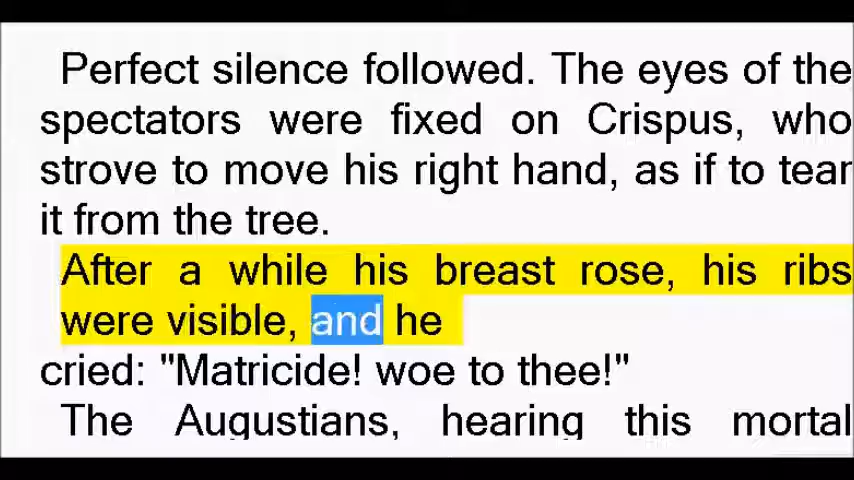 Perfect silence followed. The eyes of the
spectators were fixed on Crispus, who
strove to move his right hand, as if to tear
it from the tree.
After a while his breast rose, his ribs
were visible, and he
cried: "Matricide! woe to thee!"
The Augustians, hearing this mortal